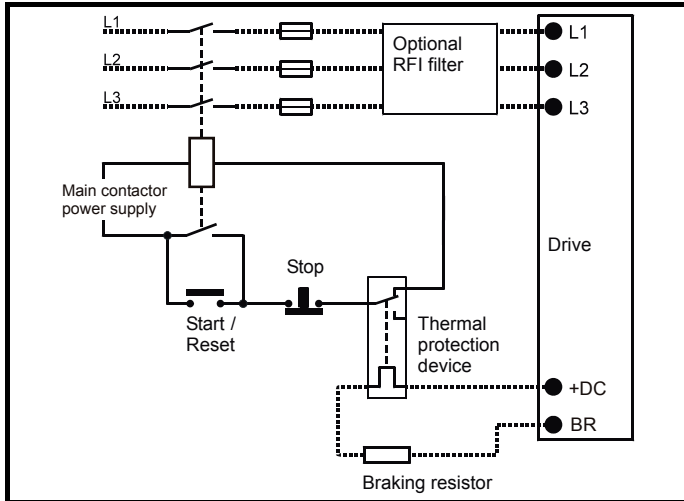 L1
L2
L3
Optional
RFI filter
L1
L2
L3
Main contactor
power supply
Drive
Stop
Start /
Reset
Thermal
protection
device
+DC
BR
Braking resistor